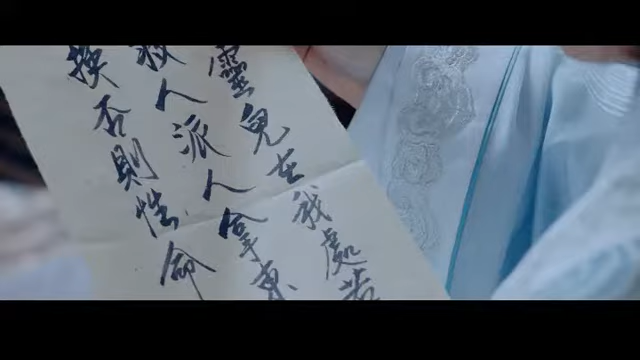 靈兒在我處若
救人派人拿東
換否則性命